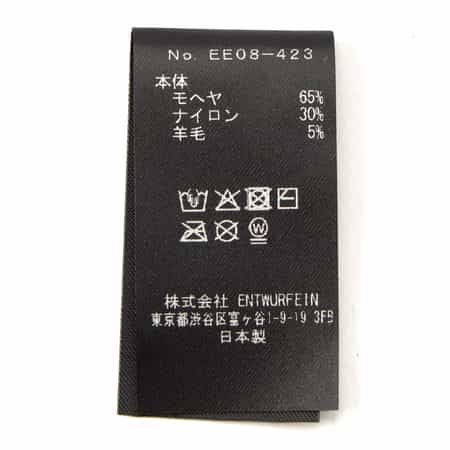 No. EE08-423
本体
モヘヤ 65%
ナイロン 30%
羊毛 5%
W
株式会社 ENTWURFEIN
東京都渋谷区富ヶ谷1-9-19 3FB
日本製